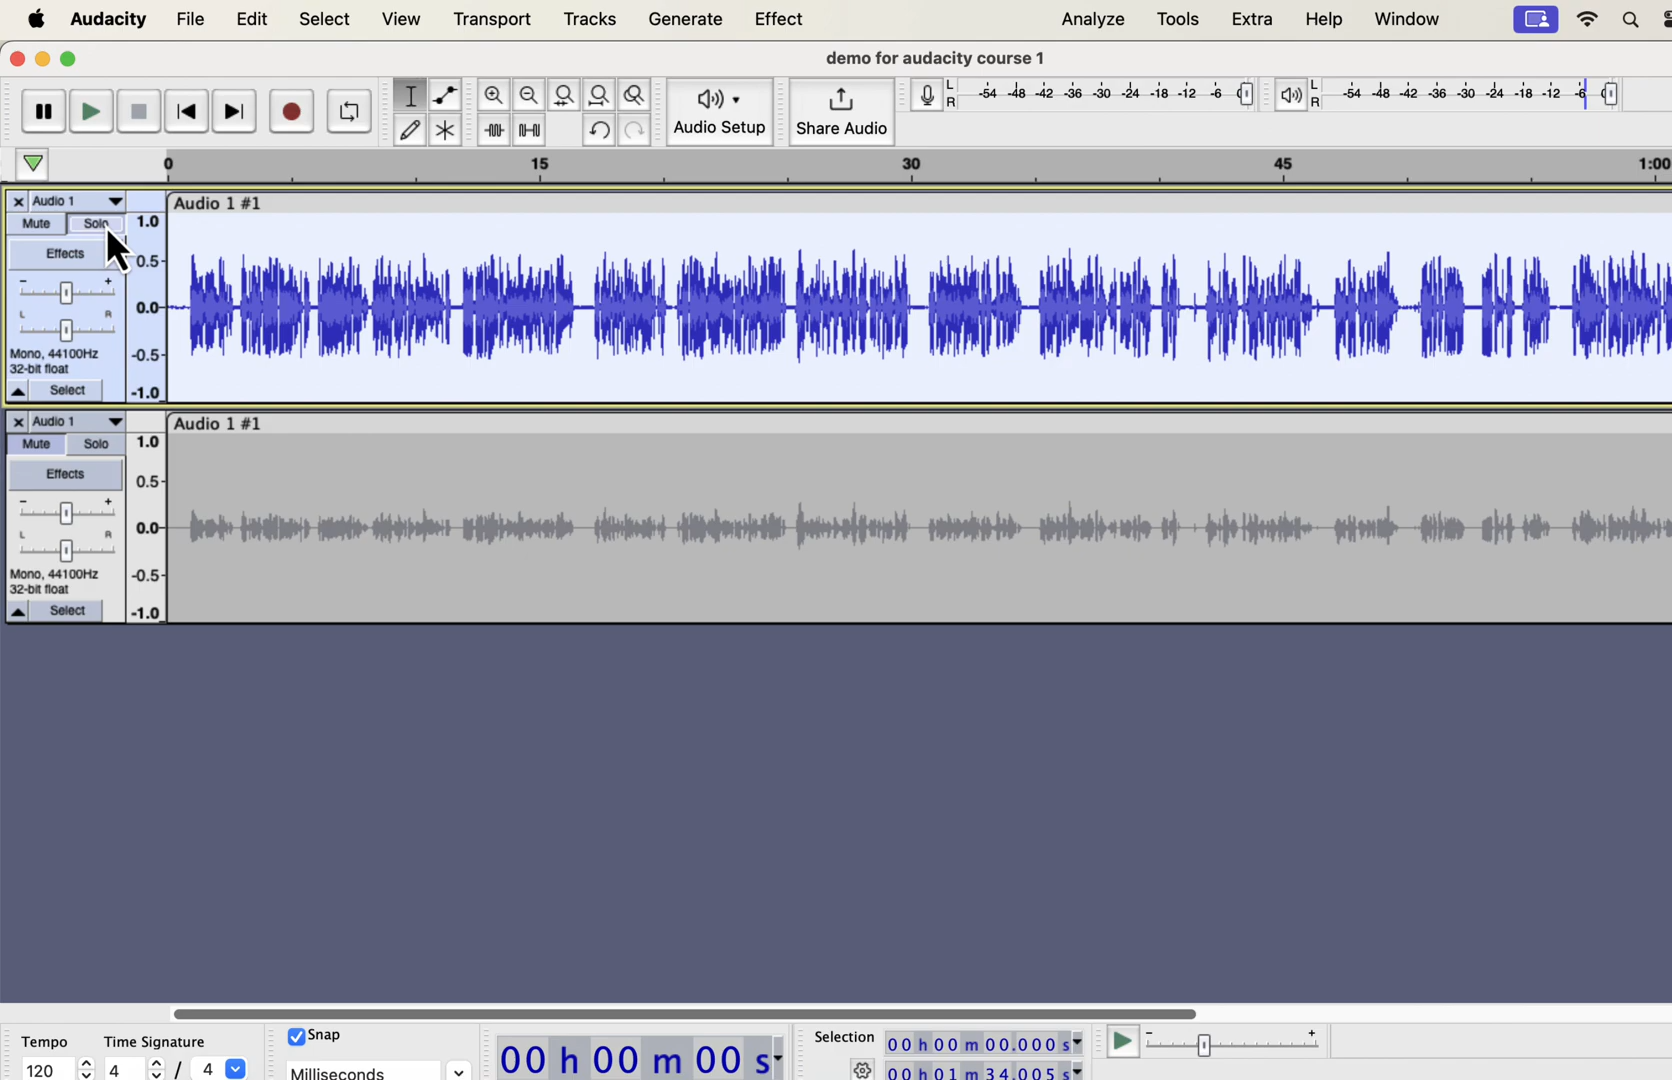 Audacity File Edit Select View Transport Tracks Generate Effect Analyze Tools Extra Help Window
demo for audacity course 1
L -54 -48 -42 -36 -30 -24 -18 -12 -6 L -54 -48 -42 -36 -30 -24 -18 -12 -6
R R
Audio Setup Share Audio
0 15 30 45 1:00
Audio 1 Audio 1 #1
Mute Solo 1.0
Effects 0.5
- +
L R 0.0
Mono, 44100Hz -0.5
32-bit float
Select -1.0
Audio 1 Audio 1 #1
Mute Solo 1.0
Effects 0.5
- +
L R 0.0
Mono, 44100Hz -0.5
32-bit float
Select -1.0
Tempo Time Signature Snap Selection 00 h 00 m 00.000 s - +
120 4 / 4 Milliseconds 00 h 00 m 00 s 00 h 01 m 34.005 s